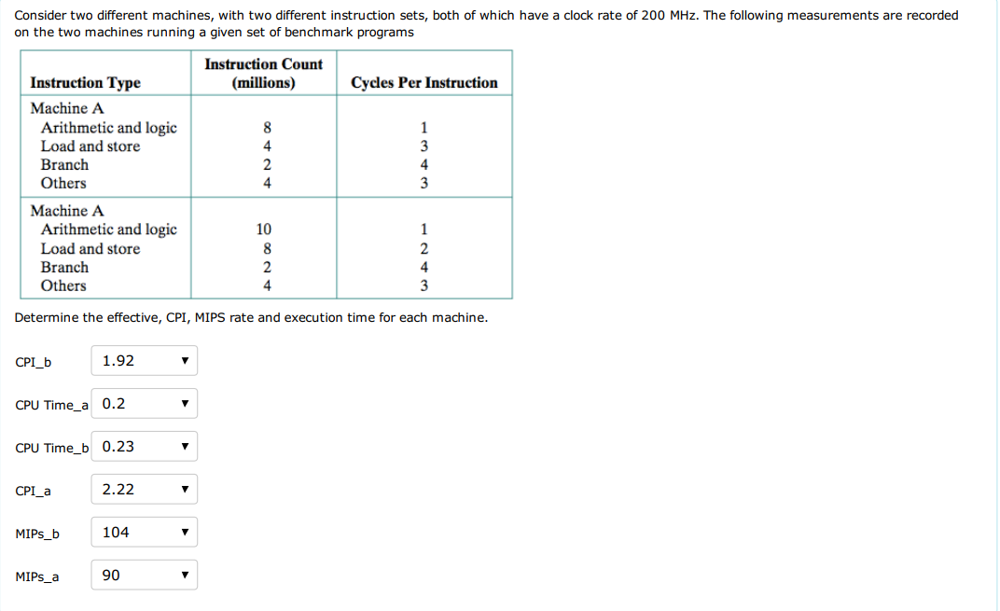 Consider two different machines, with two different instruction sets, both of which have a clock rate of 200 MHz. The following measurements are recorded
on the two machines running a given set of benchmark programs
Instruction Type Instruction Count (millions) Cycles Per Instruction
Machine A
Arithmetic and logic 8 1
Load and store 4 3
Branch 2 4
Others 4 3
Machine A
Arithmetic and logic 10 1
Load and store 8 2
Branch 2 4
Others 4 3
Determine the effective, CPI, MIPS rate and execution time for each machine.
CPI_b 1.92
CPU Time_a 0.2
CPU Time_b 0.23
CPI_a 2.22
MIPs_b 104
MIPs_a 90